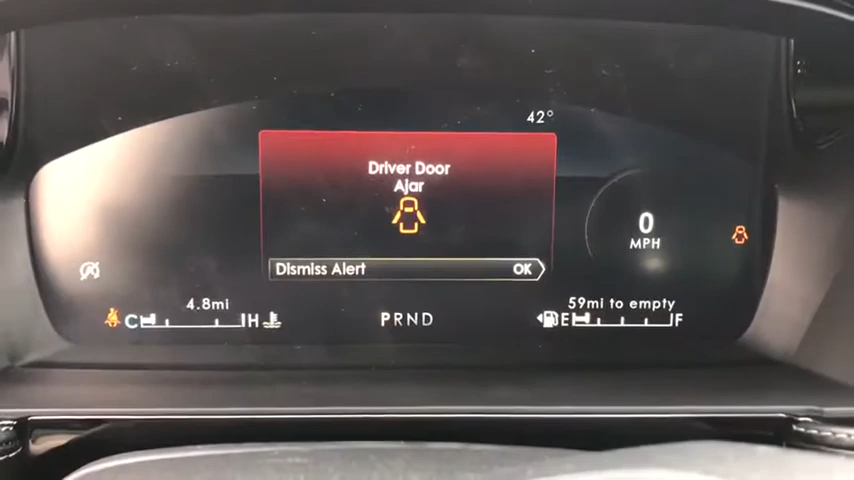 42°
Driver Door
Ajar
Dismiss Alert OK
0
MPH
4.8mi
59mi to empty
C H
PRND
E F